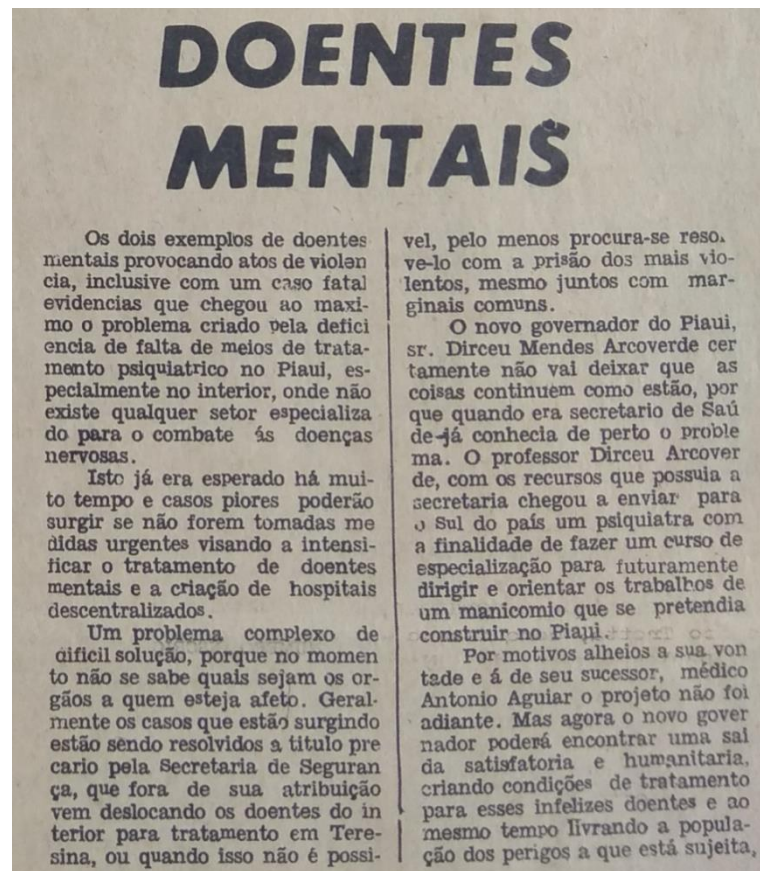 DOENTES
MENTAIS
Os dois exemplos de doentes
mentais provocando atos de violen
cia, inclusive com um caso fatal
evidencias que chegou ao maxi-
mo o problema criado pela defici
encia de falta de meios de trata-
mento psiquiatrico no Piaui, es-
pecialmente no interior, onde não
existe qualquer setor especializa
do para o combate ás doenças
nervosas.
Isto já era esperado há mui-
to tempo e casos piores poderão
surgir se não forem tomadas me
didas urgentes visando a intensi-
ficar o tratamento de doentes
mentais e a criação de hospitais
descentralizados.
Um problema complexo de
dificil solução, porque no momen
to não se sabe quais sejam os or-
gãos a quem esteja afeto. Geral-
mente os casos que estão surgindo
estão sendo resolvidos a titulo pre
cario pela Secretaria de Seguran
ça, que fora de sua atribuição
vem deslocando os doentes do in
terior para tratamento em Tere-
sina, ou quando isso não é possi-
vel, pelo menos procura-se resol
ve-lo com a prisão dos mais vio-
lentos, mesmo juntos com mar-
ginais comuns.
O novo governador do Piaui,
sr. Dirceu Mendes Arcoverde cer
tamente não vai deixar que as
coisas continuem como estão, por
que quando era secretario de Saú
de-já conhecia de perto o proble
ma. O professor Dirceu Arcover
de, com os recursos que possuia a
secretaria chegou a enviar para
o Sul do país um psiquiatra com
a finalidade de fazer um curso de
especialização para futuramente
dirigir e orientar os trabalhos de
um manicomio que se pretendia
construir no Piaui.
Por motivos alheios a sua von
tade e á de seu sucessor, médico
Antonio Aguiar o projeto não foi
adiante. Mas agora o novo gover
nador poderá encontrar uma sai
da satisfatoria e humanitaria,
criando condições de tratamento
para esses infelizes doentes e ao
mesmo tempo livrando a popula-
ção dos perigos a que está sujeita,